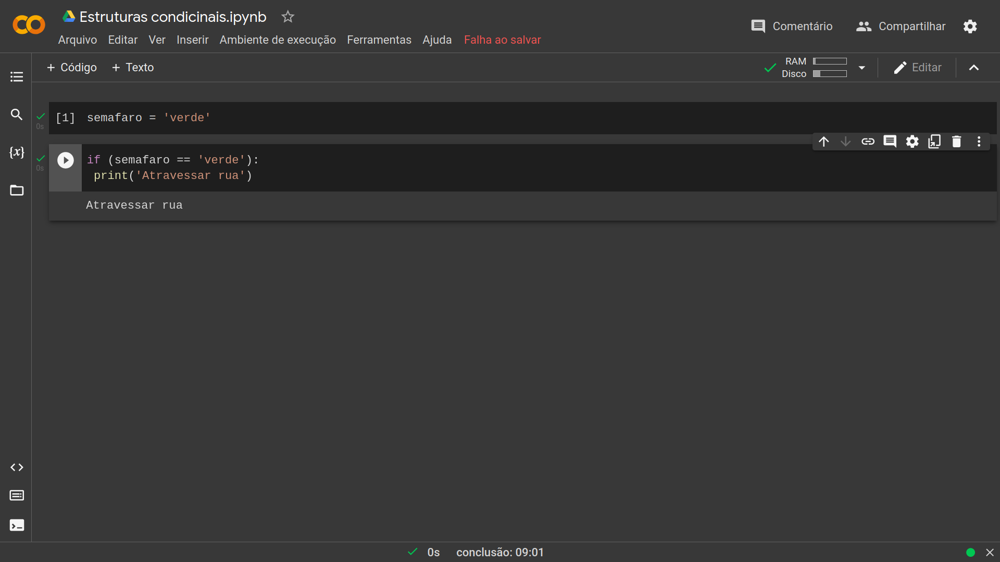 Estruturas condicinais.ipynb
Comentário Compartilhar
Arquivo Editar Ver Inserir Ambiente de execução Ferramentas Ajuda Falha ao salvar
+ Código + Texto
RAM
Disco
Editar
[1] semafaro = 'verde'
0s
{x}
if (semafaro == 'verde'):
0s
print('Atravessar rua')
Atravessar rua
0s conclusão: 09:01